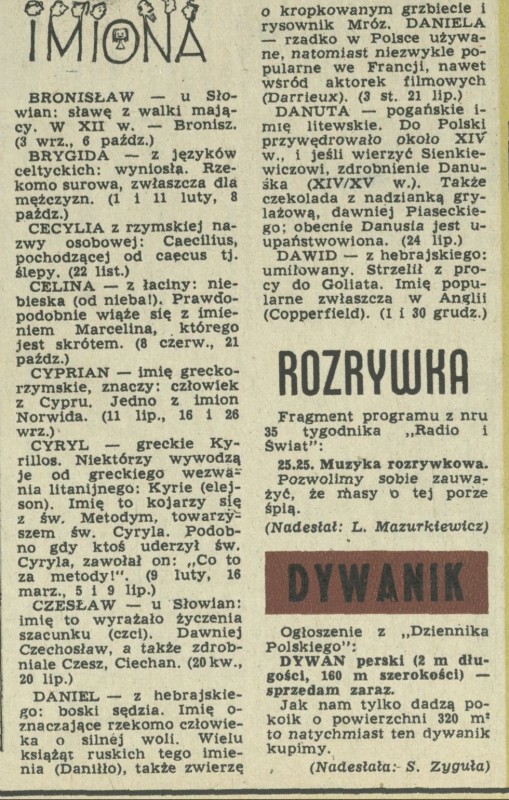 IMIONA
BRONISŁAW — u Sło-
wian: sławę z walki mają-
cy. W XII w. — Bronisz.
(3 wrz., 6 paźdz.)
BRYGIDA — z języków
celtyckich: wyniosła. Rze-
komo surowa, zwłaszcza dla
mężczyzn. (1 i 11 luty, 8
paźdz.)
CECYLIA z rzymskiej na-
zwy osobowej: Caecilius,
pochodzącej od caecus tj.
ślepy. (22 list.)
CELINA — z łaciny: nie-
bieska (od nieba!). Prawdo-
podobnie wiąże się z imie-
niem Marcelina, którego
jest skrótem. (8 czerw., 21
paźdz.)
CYPRIAN — imię grecko-
rzymskie, znaczy: człowiek
z Cypru. Jedno z imion
Norwida. (11 lip., 16 i 26
wrz.)
CYRYL — greckie Ky-
rillos. Niektórzy wywodzą
je od greckiego wezwa-
nia litanijnego: Kyrie (elej-
son). Imię to kojarzy się
z św. Metodym, towarzy-
szem św. Cyryla. Podob-
no gdy ktoś uderzył św.
Cyryla, zawołał on: „Co to
za metody!". (9 luty, 16
marz., 5 i 9 lip.)
CZESŁAW — u Słowian:
imię to wyrażało życzenia
szacunku (czci). Dawniej
Czechosław, a także zdrob-
niale Czesz, Ciechan. (20 kw.,
20 lip.)
DANIEL — z hebrajskie-
go: boski sędzia. Imię o-
znaczające rzekomo człowie-
ka o silnej woli. Wielu
książąt ruskich tego imie-
nia (Daniłło), także zwierzę
o kropkowanym grzbiecie i
rysownik Mróz. DANIELA
— rzadko w Polsce używa-
ne, natomiast niezwykle po-
pularne we Francji, nawet
wśród aktorek filmowych
(Darrieux). (3 st. 21 lip.)
DANUTA — pogańskie i-
mię litewskie. Do Polski
przywędrowało około XIV
w., i jeśli wierzyć Sienkie-
wiczowi, zdrobnienie Danu-
śka (XIV/XV w.). Także
czekolada z nadzianką gry-
lażową, dawniej Piaseckie-
go; obecnie Danusia jest u-
upaństwowiona. (24 lip.)
DAWID — z hebrajskiego:
umiłowany. Strzelił z pro-
cy do Goliata. Imię popu-
larne zwłaszcza w Anglii
(Copperfield). (1 i 30 grudz.)
ROZRYWKA
Fragment programu z nru
35 tygodnika „Radio i
Świat":
25.25. Muzyka rozrywkowa.
Pozwolimy sobie zauwa-
żyć, że masy o tej porze
śpią.
(Nadesłał: L. Mazurkiewicz)
DYWANIK
Ogłoszenie z „Dziennika
Polskiego":
DYWAN perski (2 m dłu-
gości, 160 m szerokości) —
sprzedam zaraz.
Jak nam tylko dadzą po-
koik o powierzchni 320 m²
to natychmiast ten dywanik
kupimy.
(Nadesłała: S. Zyguła)